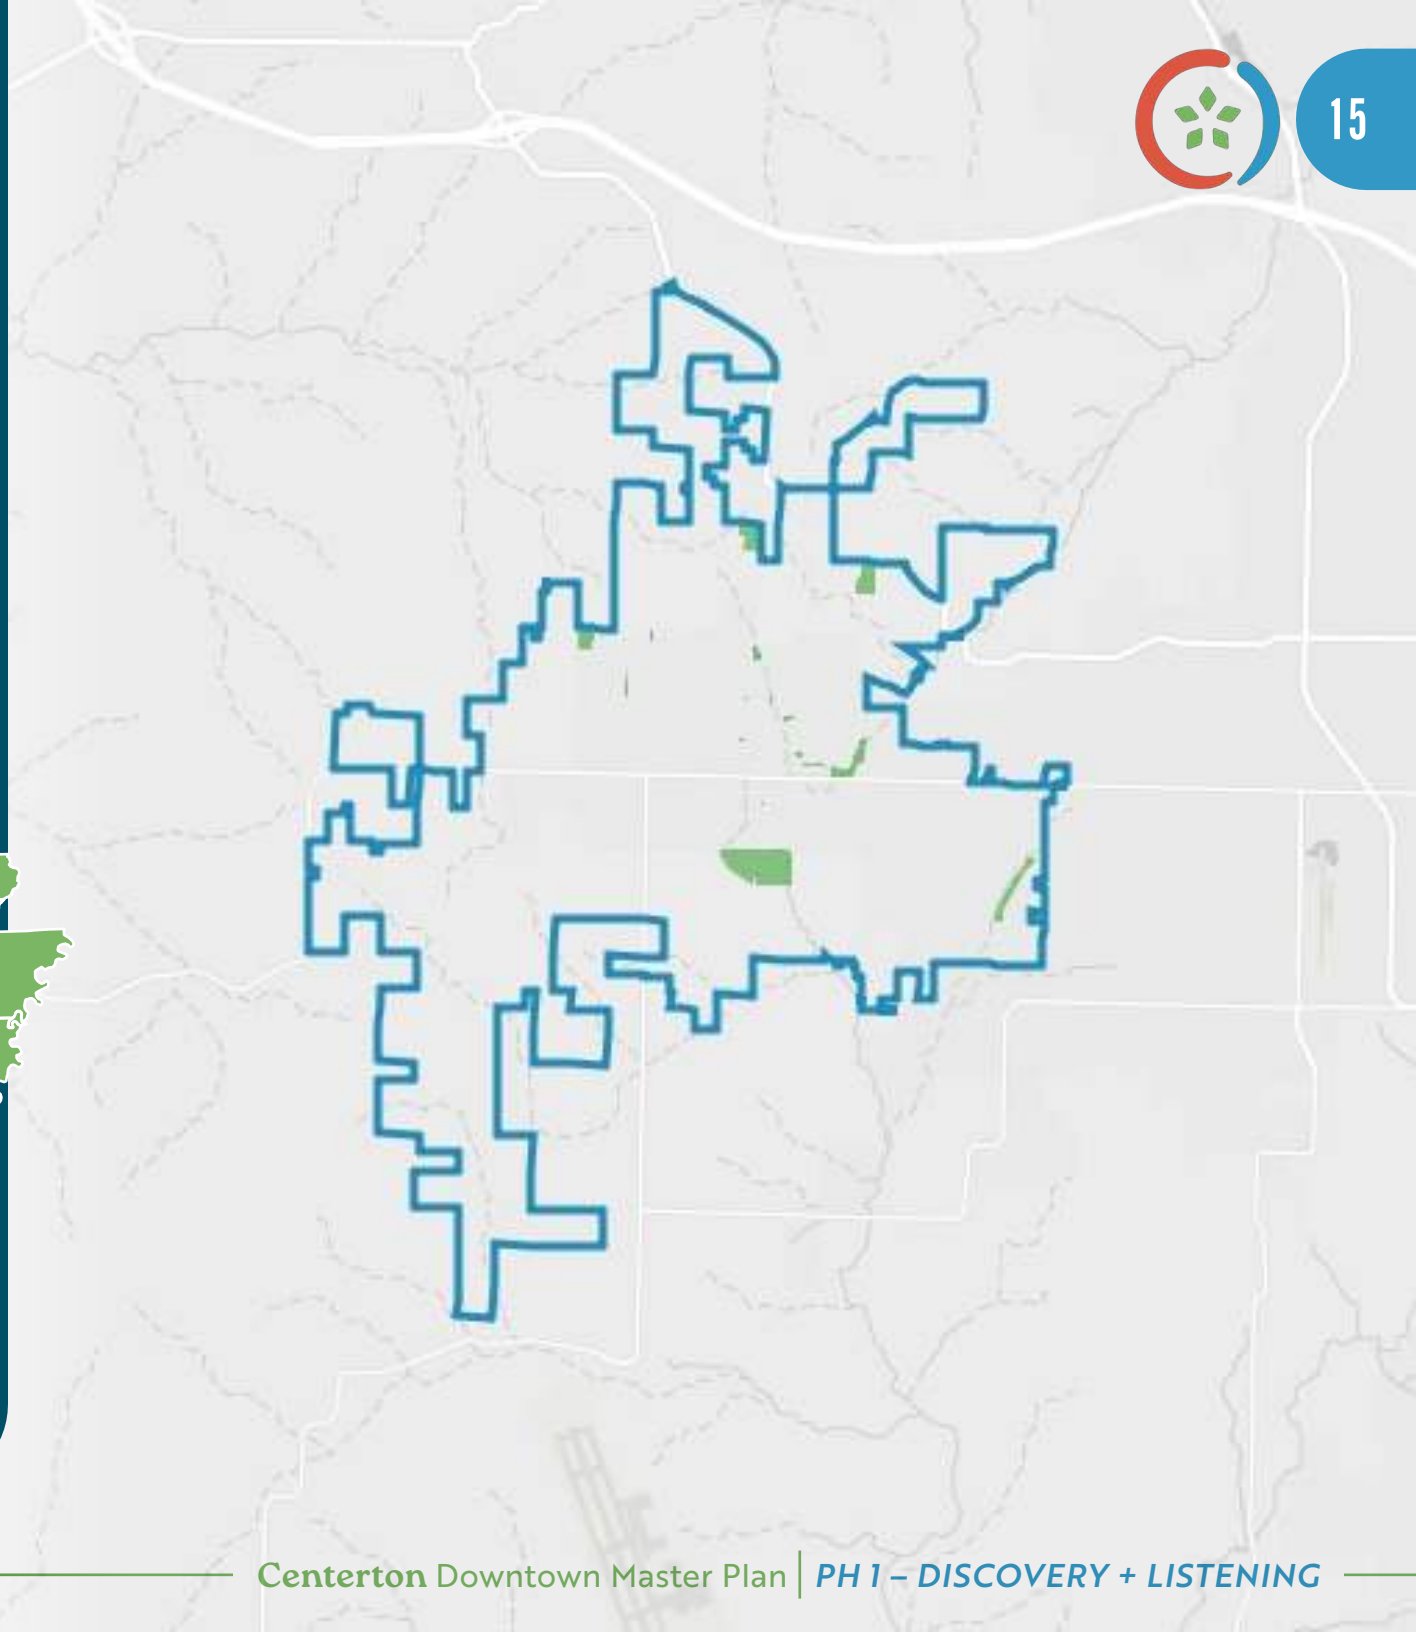 15
Centerton Downtown Master Plan | PH 1 – DISCOVERY + LISTENING